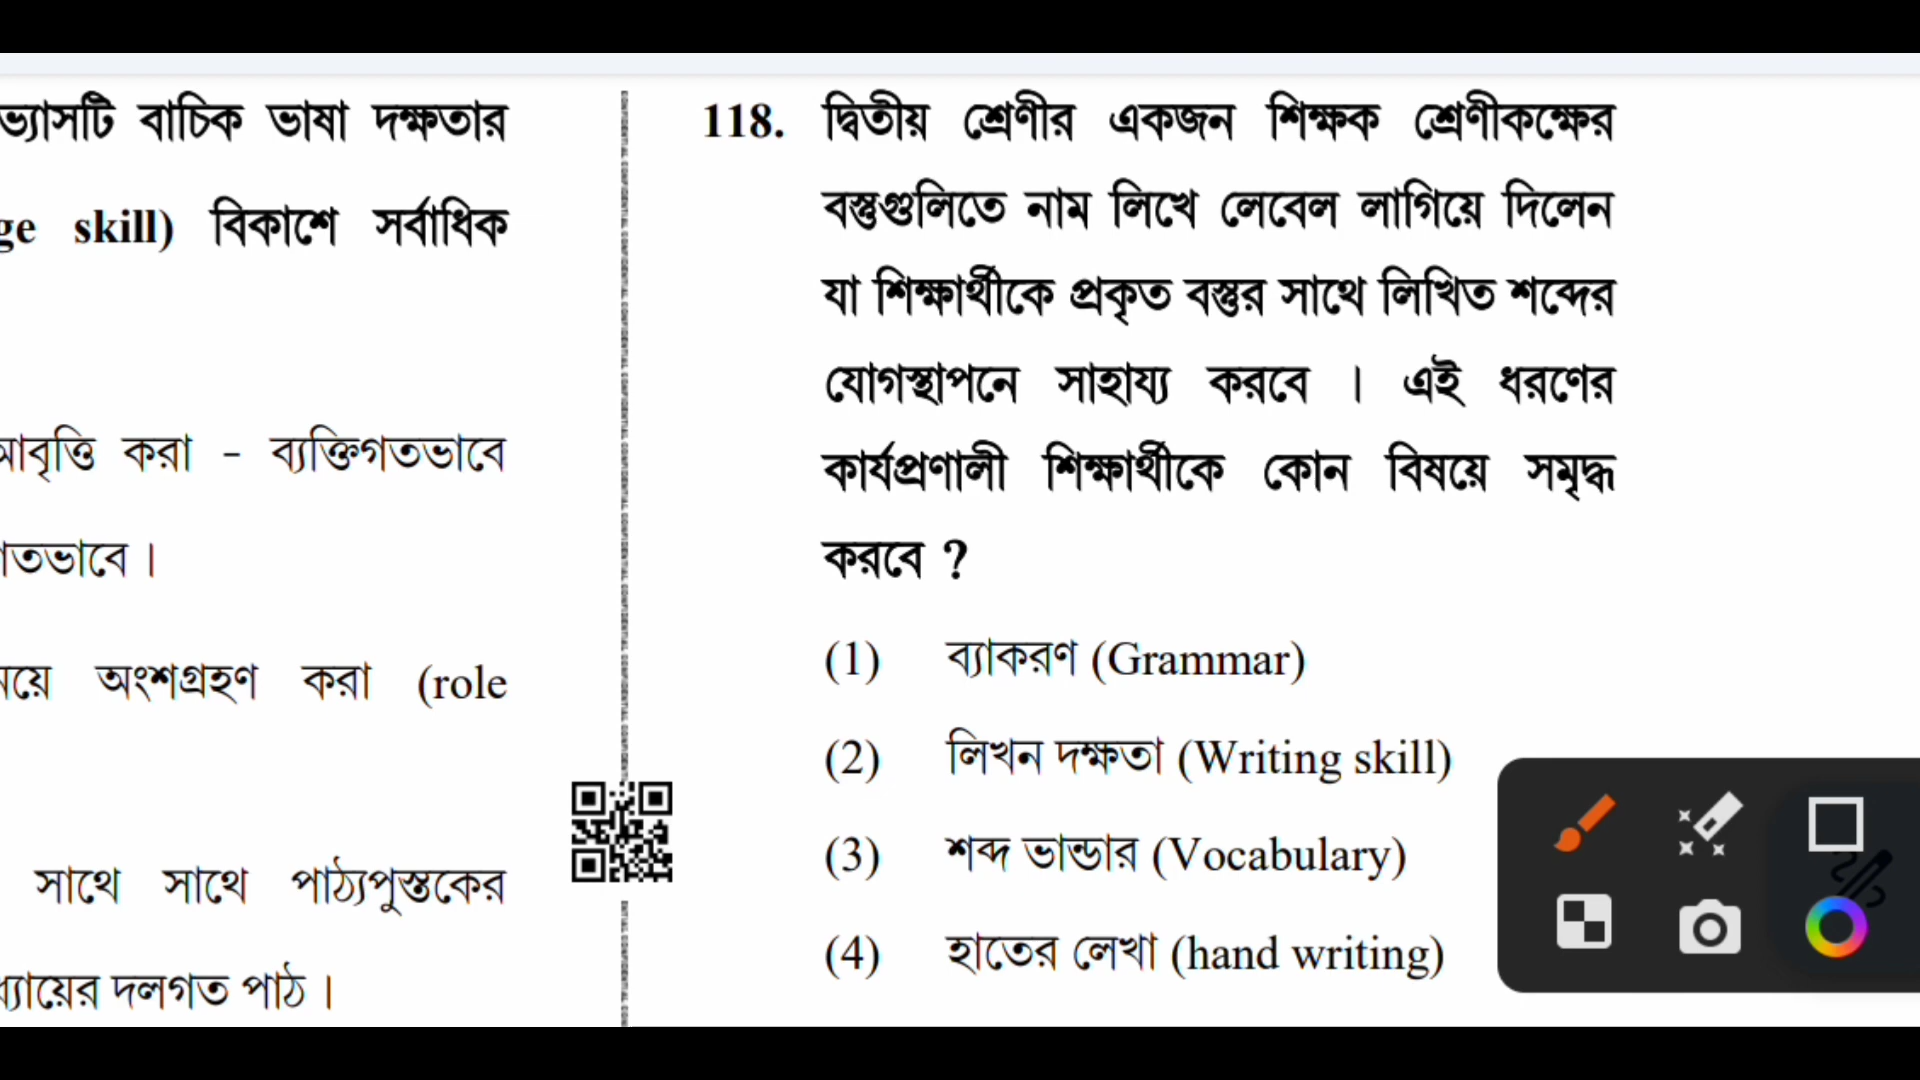 ভ্যাসটি বাচিক ভাষা দক্ষতার
ge skill) বিকাশে সর্বাধিক
আবৃত্তি করা - ব্যক্তিগতভাবে
গতভাবে ।
নয়ে অংশগ্রহণ করা (role
সাথে সাথে পাঠ্যপুস্তকের
ধ্যায়ের দলগত পাঠ ।
118. দ্বিতীয় শ্রেণীর একজন শিক্ষক শ্রেণীকক্ষের
বস্তুগুলিতে নাম লিখে লেবেল লাগিয়ে দিলেন
যা শিক্ষার্থীকে প্রকৃত বস্তুর সাথে লিখিত শব্দের
যোগস্থাপনে সাহায্য করবে । এই ধরণের
কার্যপ্রণালী শিক্ষার্থীকে কোন বিষয়ে সমৃদ্ধ
করবে ?
(1) ব্যাকরণ (Grammar)
(2) লিখন দক্ষতা (Writing skill)
(3) শব্দ ভান্ডার (Vocabulary)
(4) হাতের লেখা (hand writing)